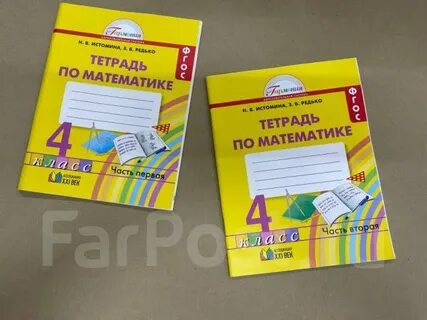 Гармония
Н. Б. ИСТОМИНА, З. Б. РЕДЬКО
ФГОС
ТЕТРАДЬ
ПО МАТЕМАТИКЕ
4
класс
Часть первая
АССОЦИАЦИЯ
XXI ВЕК
Гармония
Н. Б. ИСТОМИНА, З. Б. РЕДЬКО
ФГОС
ТЕТРАДЬ
ПО МАТЕМАТИКЕ
4
класс
Часть вторая
АССОЦИАЦИЯ
XXI ВЕК